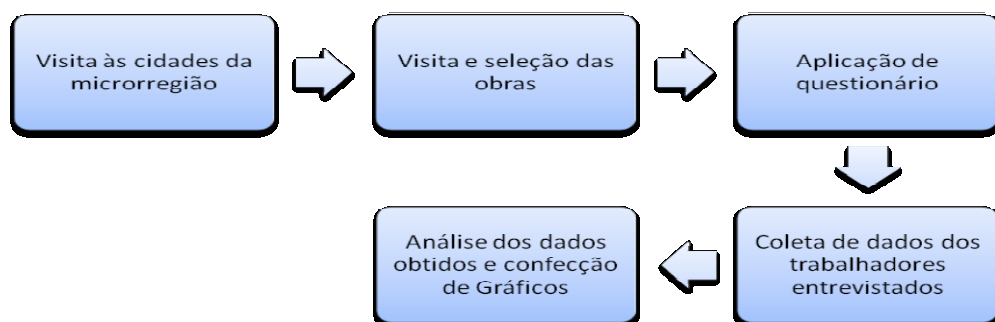 Visita às cidades da
microrregião
Visita e seleção das
obras
Aplicação de
questionário
Coleta de dados dos
trabalhadores
entrevistados
Análise dos dados
obtidos e confecção
de Gráficos